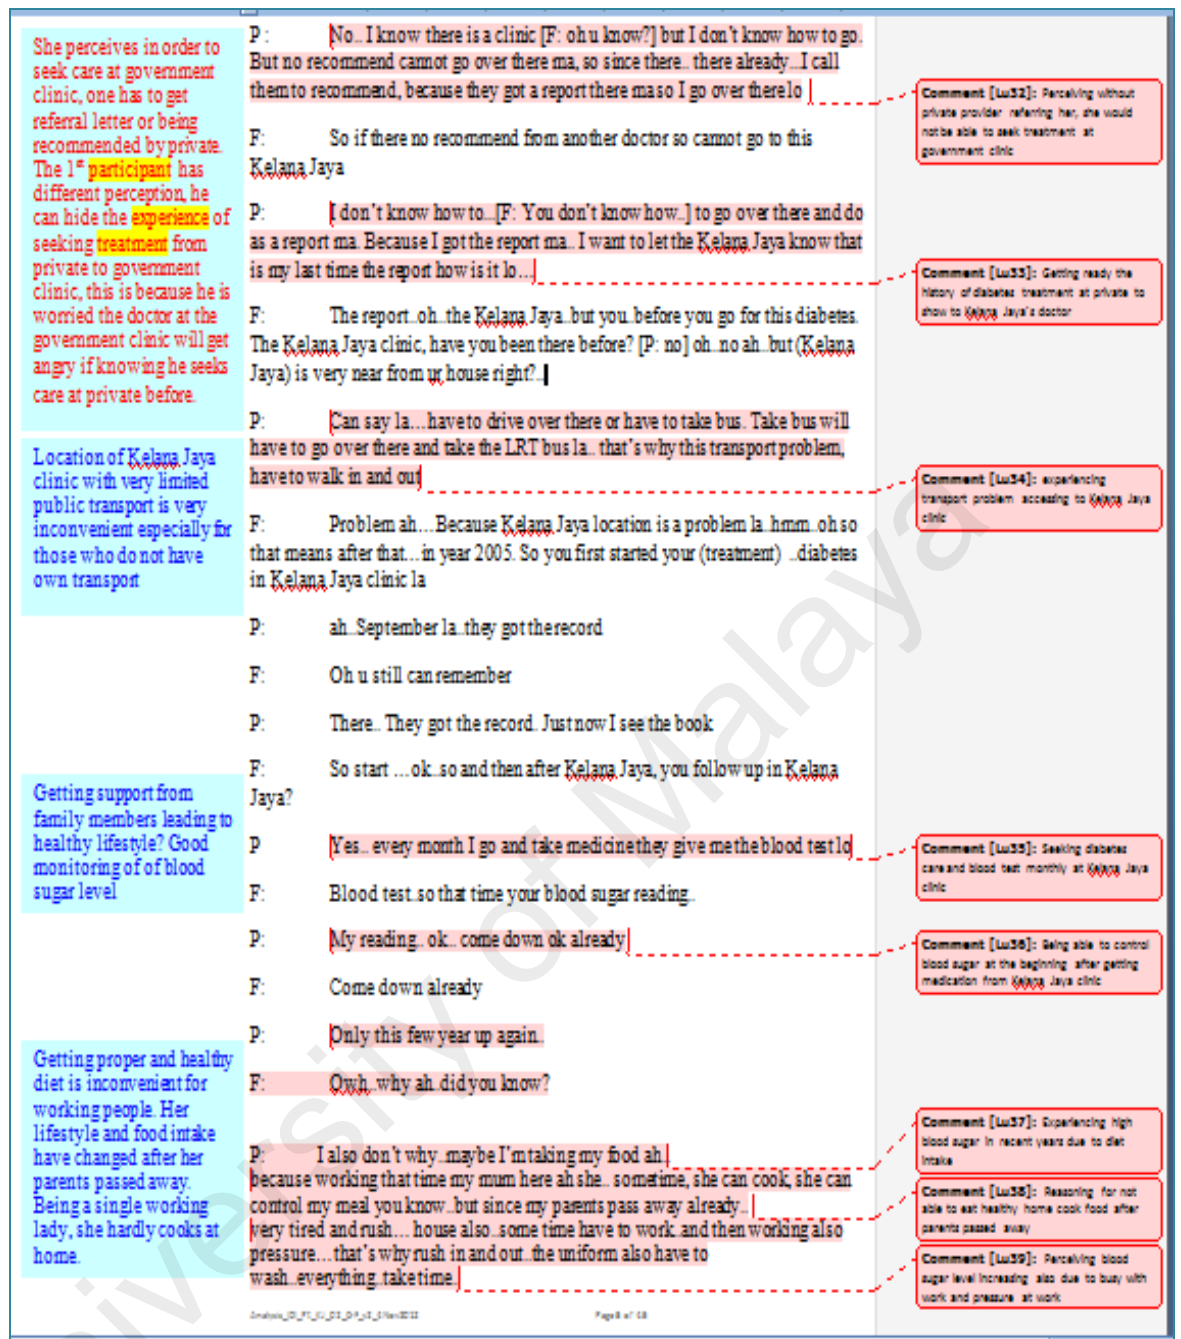 She perceives in order to
seek care at government
clinic, one has to get
referral letter or being
recommended by private.
The 1st participant has
different perception, he
can hide the experience of
seeking treatment from
private to government
clinic, this is because he is
worried the doctor at the
government clinic will get
angry if knowing he seeks
care at private before.
Location of Kelana Jaya
clinic with very limited
public transport is very
inconvenient especially for
those who do not have
own transport
Getting support from
family members leading to
healthy lifestyle? Good
monitoring of of blood
sugar level
Getting proper and healthy
diet is inconvenient for
working people. Her
lifestyle and food intake
have changed after her
parents passed away.
Being a single working
lady, she hardly cooks at
home.
P : No.. I know there is a clinic [F: oh u know?] but I don't know how to go.
But no recommend cannot go over there ma, so since there.. there already...I call
them to recommend, because they got a report there ma so I go over there lo
F: So if there no recommend from another doctor so cannot go to this
Kelana Jaya
P: I don't know how to...[F: You don't know how..] to go over there and do
as a report ma. Because I got the report ma.. I want to let the Kelana Jaya know that
is my last time the report how is it lo…
F: The report..oh..the Kelana Jaya..but you..before you go for this diabetes.
The Kelana Jaya clinic, have you been there before? [P: no] oh..no ah..but (Kelana
Jaya) is very near from ur house right?..
P: Can say la…have to drive over there or have to take bus. Take bus will
have to go over there and take the LRT bus la.. that's why this transport problem,
have to walk in and out
F: Problem ah…Because Kelana Jaya location is a problem la..hmm..oh so
that means after that…in year 2005. So you first started your (treatment) ..diabetes
in Kelana Jaya clinic la
P: ah..September la..they got the record
F: Oh u still can remember
P: There.. They got the record. Just now I see the book
F: So start …ok..so and then after Kelana Jaya, you follow up in Kelana
Jaya?
P Yes.. every month I go and take medicine they give me the blood test lo
F: Blood test..so that time your blood sugar reading..
P: My reading.. ok.. come down ok already
F: Come down already
P: Only this few year up again..
F: Owh..why ah..did you know?
P: I also don't why..maybe I'm taking my food ah.
because working that time my mum here ah she.. sometime, she can cook, she can
control my meal you know..but since my parents pass away already..
very tired and rush… house also..some time have to work..and then working also
pressure…that's why rush in and out..the uniform also have to
wash..everything..take time..
Comment [Lu32]: Perceiving without
private provider referring her, she would
not be able to seek treatment at
government clinic
Comment [Lu33]: Getting ready the
history of diabetes treatment at private to
show to Kelana Jaya's doctor
Comment [Lu34]: experiencing
transport problem accessing to Kelana Jaya
clinic
Comment [Lu35]: Seeking diabetes
care and blood test monthly at Kelana Jaya
clinic
Comment [Lu36]: Being able to control
blood sugar at the beginning after getting
medication from Kelana Jaya clinic
Comment [Lu37]: Experiencing high
blood sugar in recent years due to diet
intake
Comment [Lu38]: Reasoning for not
able to eat healthy home cook food after
parents passed away
Comment [Lu39]: Perceiving blood
sugar level increasing also due to busy with
work and pressure at work
versity of Malaya